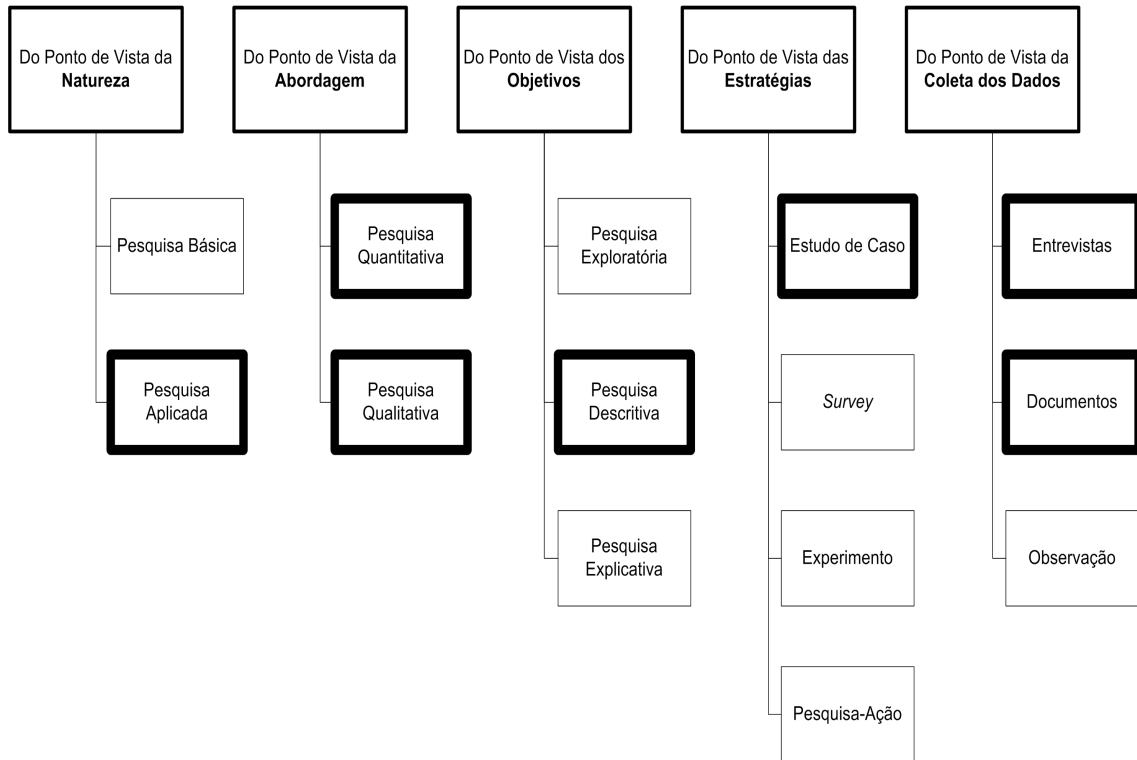 Do Ponto de Vista da
Natureza
Pesquisa Básica
Pesquisa
Aplicada
Do Ponto de Vista da
Abordagem
Pesquisa
Quantitativa
Pesquisa
Qualitativa
Do Ponto de Vista dos
Objetivos
Pesquisa
Exploratória
Pesquisa
Descritiva
Pesquisa
Explicativa
Do Ponto de Vista das
Estratégias
Estudo de Caso
Survey
Experimento
Pesquisa-Ação
Do Ponto de Vista da
Coleta dos Dados
Entrevistas
Documentos
Observação